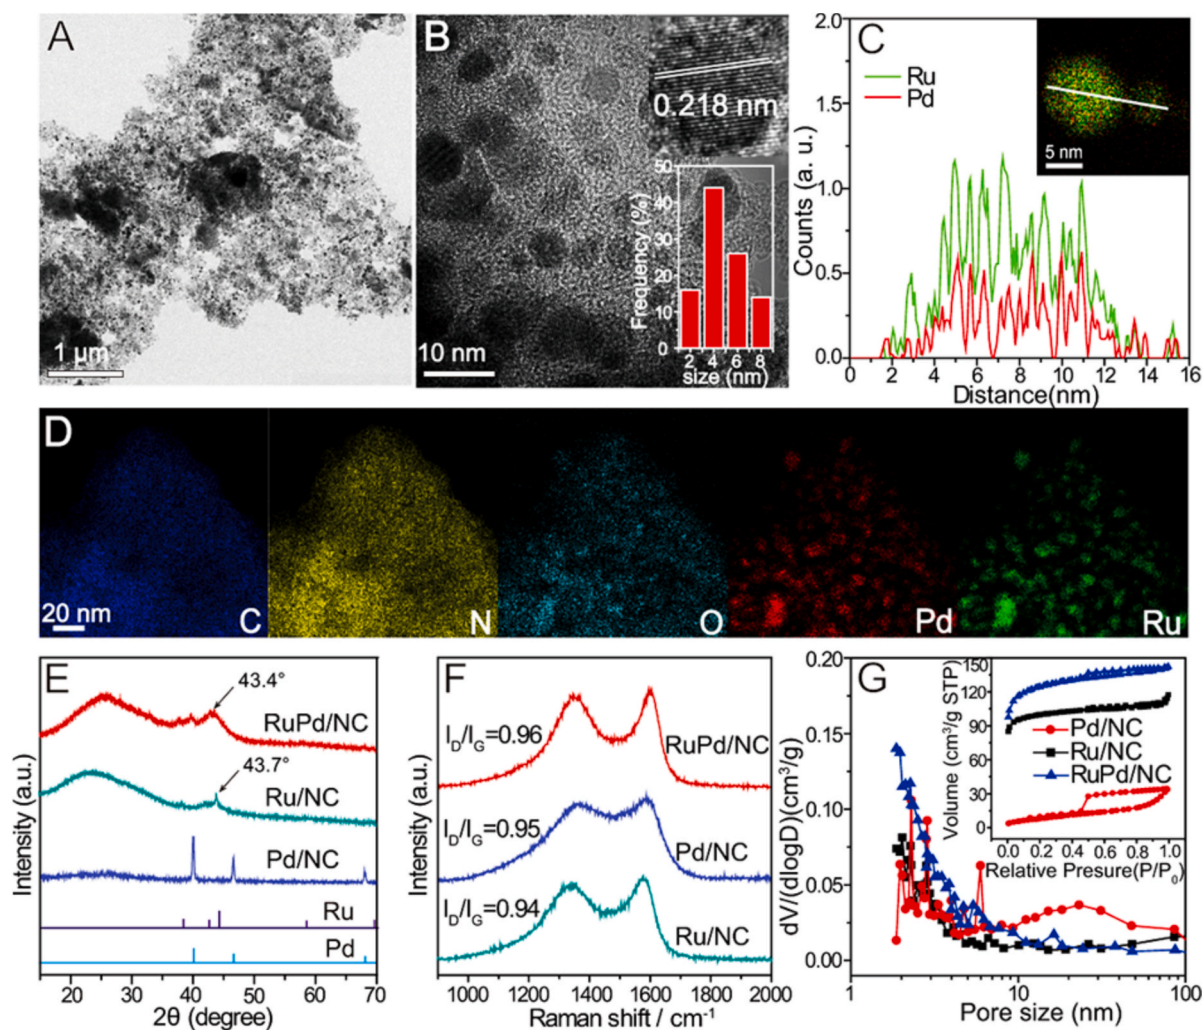 A
1 μm
B
0.218 nm
Frequency (%)
50
40
30
20
10
0
2 4 6 8
size (nm)
10 nm
C
Ru
Pd
5 nm
Counts (a. u.)
2.0
1.5
1.0
0.5
0.0
0 2 4 6 8 10 12 14 16
Distance(nm)
D
20 nm
C
N
O
Pd
Ru
E
43.4°
RuPd/NC
43.7°
Ru/NC
Pd/NC
Ru
Pd
Intensity (a.u.)
20 30 40 50 60 70
2θ (degree)
F
I_D/I_G=0.96
RuPd/NC
I_D/I_G=0.95
Pd/NC
I_D/I_G=0.94
Ru/NC
Intensity (a.u.)
1000 1200 1400 1600 1800 2000
Raman shift / cm⁻¹
G
dV/(dlogD)(cm³/g)
0.20
0.15
0.10
0.05
0.00
1 10 100
Pore size (nm)
Volume (cm³/g STP)
150
120
90
60
30
0
Pd/NC
Ru/NC
RuPd/NC
0.0 0.2 0.4 0.6 0.8 1.0
Relative Presure(P/P₀)